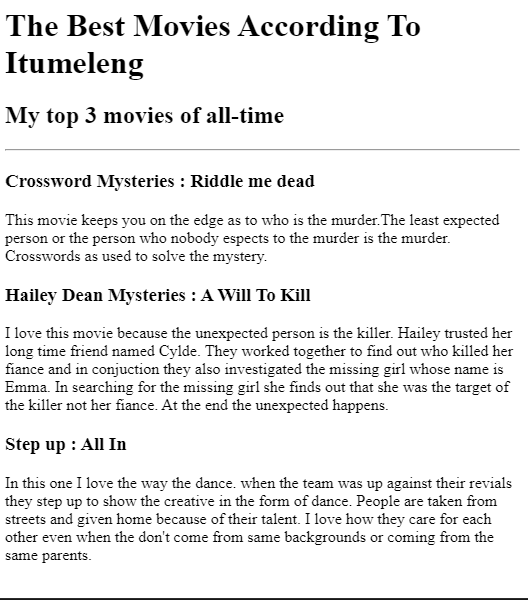 The Best Movies According To
Itumeleng
My top 3 movies of all-time
Crossword Mysteries : Riddle me dead
This movie keeps you on the edge as to who is the murder.The least expected
person or the person who nobody espects to the murder is the murder.
Crosswords as used to solve the mystery.
Hailey Dean Mysteries : A Will To Kill
I love this movie because the unexpected person is the killer. Hailey trusted her
long time friend named Cylde. They worked together to find out who killed her
fiance and in conjuction they also investigated the missing girl whose name is
Emma. In searching for the missing girl she finds out that she was the target of
the killer not her fiance. At the end the unexpected happens.
Step up : All In
In this one I love the way the dance. when the team was up against their revials
they step up to show the creative in the form of dance. People are taken from
streets and given home because of their talent. I love how they care for each
other even when the don't come from same backgrounds or coming from the
same parents.